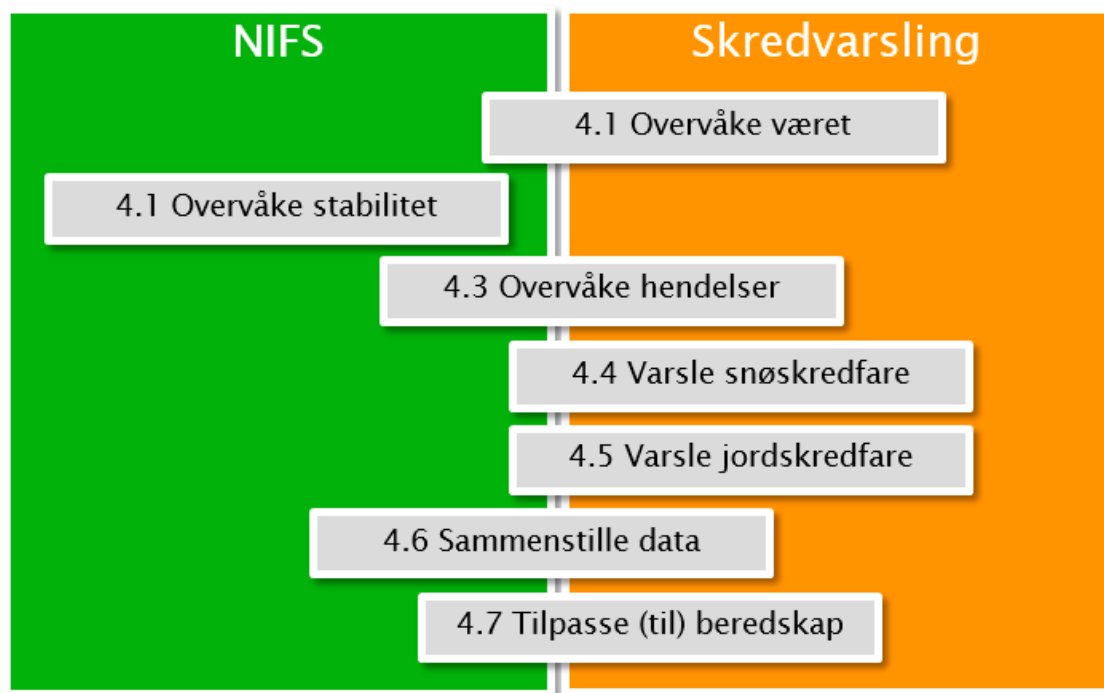 NIFS
Skredvarsling
4.1 Overvåke været
4.1 Overvåke stabilitet
4.3 Overvåke hendelser
4.4 Varsle snøskredfare
4.5 Varsle jordskredfare
4.6 Sammenstille data
4.7 Tilpasse (til) beredskap